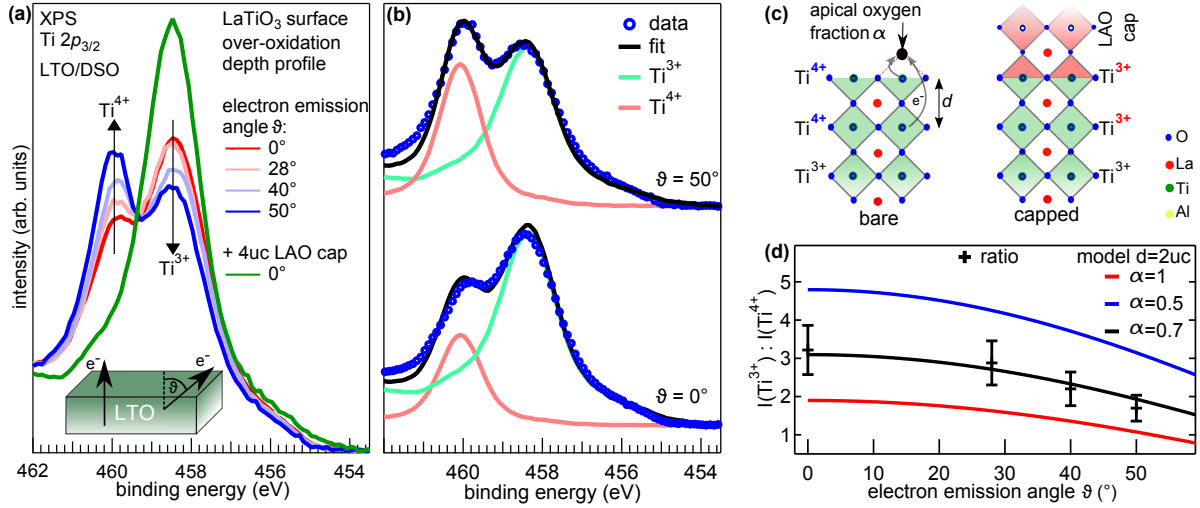 (a)
XPS
Ti 2p3/2
LTO/DSO
LaTiO3 surface
over-oxidation
depth profile
electron emission
angle ϑ:
0°
28°
40°
50°
+ 4uc LAO cap
0°
Ti4+
Ti3+
e-
e-
ϑ
LTO
intensity (arb. units)
462
460
458
456
454
binding energy (eV)
(b)
data
fit
Ti3+
Ti4+
ϑ = 50°
ϑ = 0°
460
458
456
454
binding energy (eV)
(c)
apical oxygen
fraction α
Ti4+
Ti4+
Ti3+
e-
d
bare
LAO
cap
Ti3+
Ti3+
Ti3+
capped
O
La
Ti
Al
(d)
ratio
model d=2uc
α=1
α=0.5
α=0.7
I(Ti3+) : I(Ti4+)
5
4
3
2
1
0
10
20
30
40
50
electron emission angle ϑ (°)